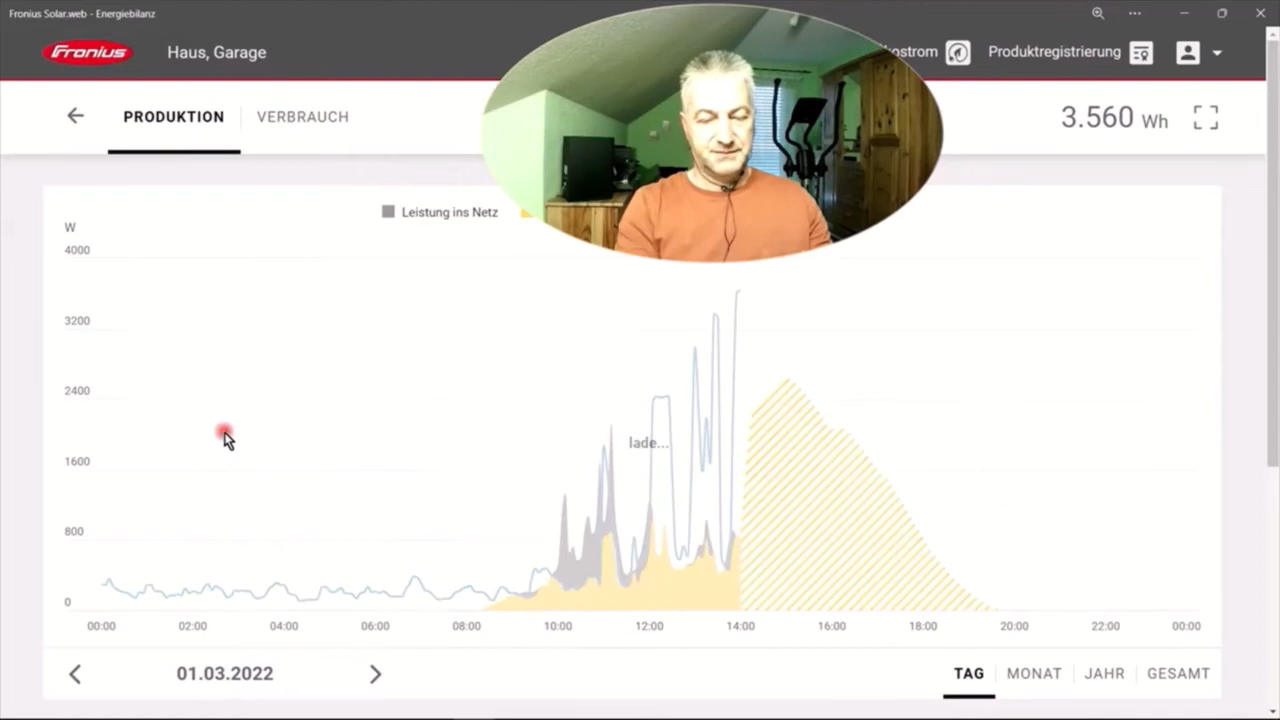 Fronius Solar.web - Energiebilanz
Fronius
Haus, Garage
Produktregistrierung
PRODUKTION
VERBRAUCH
3.560 Wh
Leistung ins Netz
W
4000
3200
2400
1600
800
0
lade...
00:00 02:00 04:00 06:00 08:00 10:00 12:00 14:00 16:00 18:00 20:00 22:00 00:00
01.03.2022
TAG
MONAT
JAHR
GESAMT